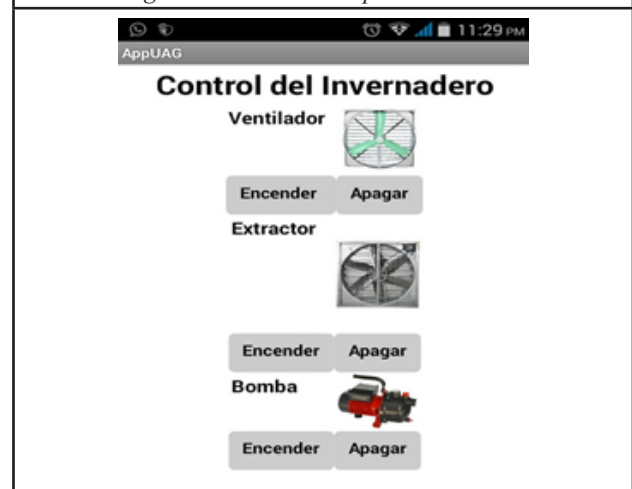 11:29 PM
AppUAG
Control del Invernadero
Ventilador
Encender Apagar
Extractor
Encender Apagar
Bomba
Encender Apagar